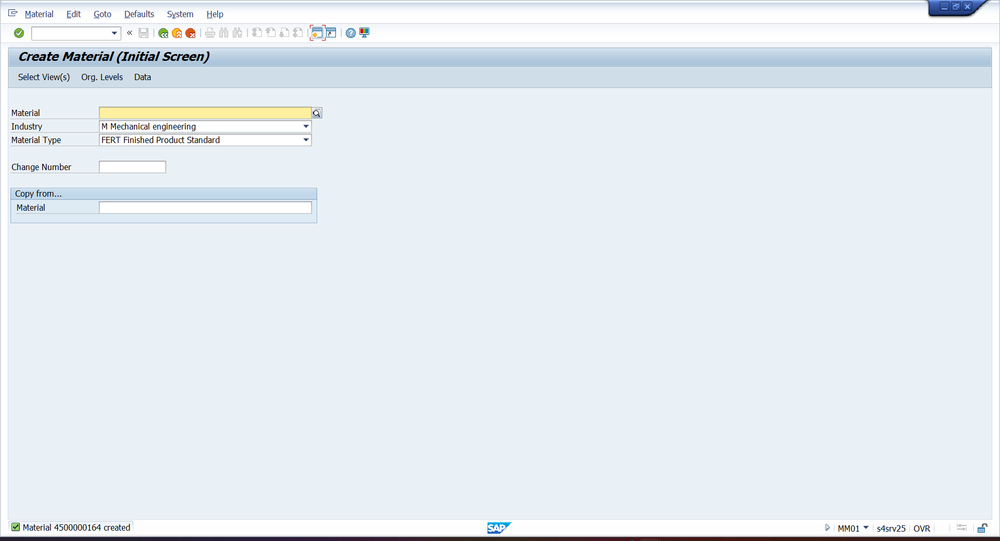 Material Edit Goto Defaults System Help
Create Material (Initial Screen)
Select View(s) Org. Levels Data
Material
Industry M Mechanical engineering
Material Type FERT Finished Product Standard
Change Number
Copy from...
Material
Material 4500000164 created SAP MM01 s4srv25 OVR